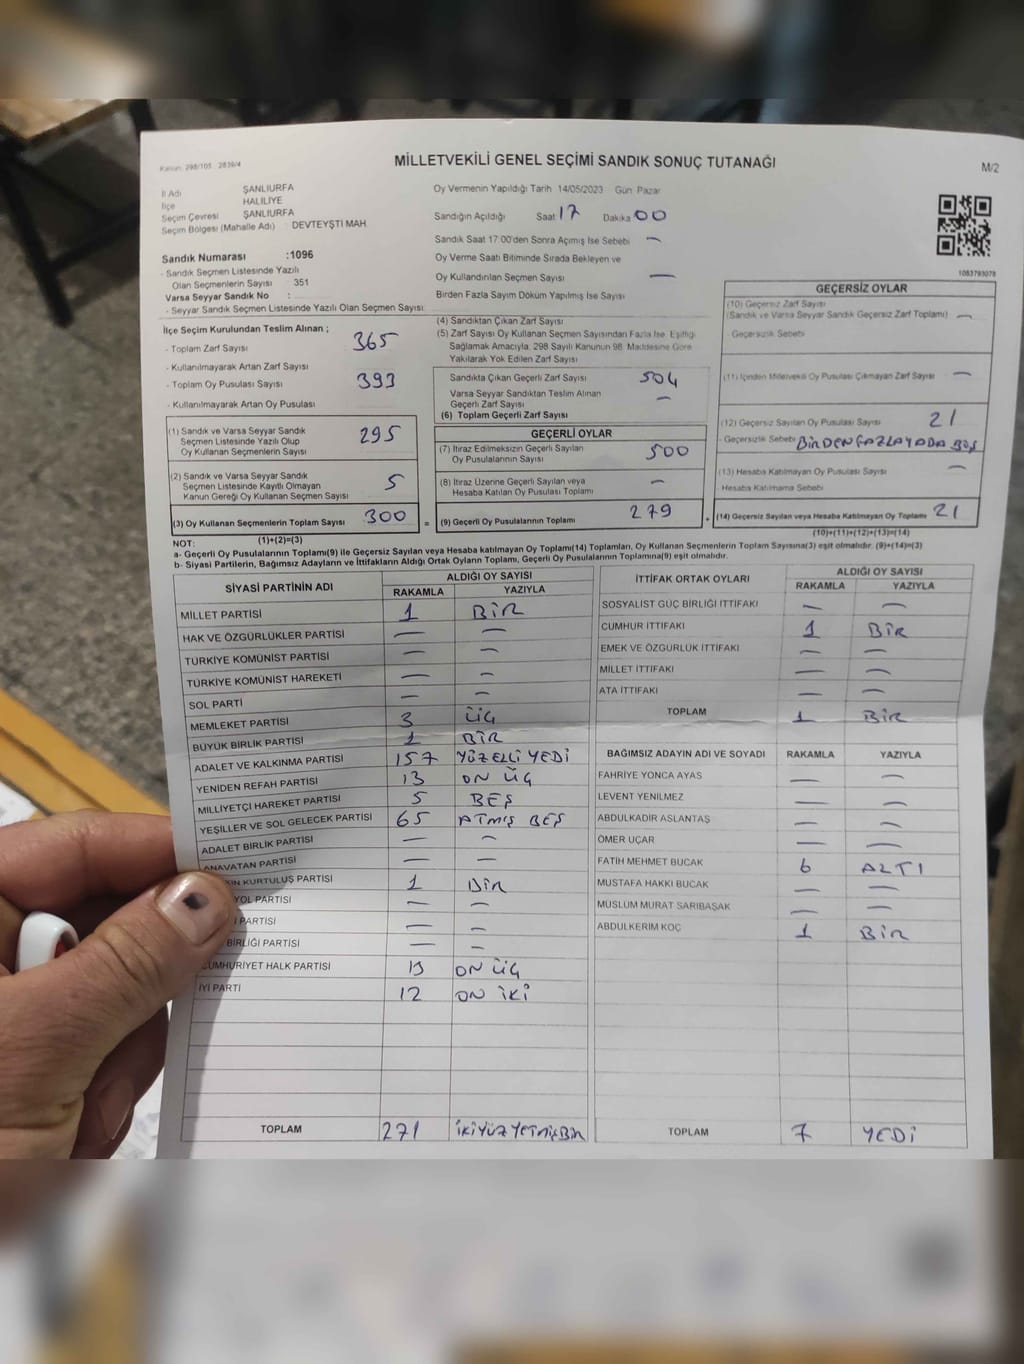 Kanun: 298/105 2839/4
MİLLETVEKİLİ GENEL SEÇİMİ SANDIK SONUÇ TUTANAĞI
M/2
İl Adı ŞANLIURFA
İlçe HALİLİYE
Seçim Çevresi ŞANLIURFA
Seçim Bölgesi (Mahalle Adı) : DEVTEYŞTİ MAH
Sandık Numarası :1096
- Sandık Seçmen Listesinde Yazılı
Olan Seçmenlerin Sayısı 351
Varsa Seyyar Sandık No :
- Seyyar Sandık Seçmen Listesinde Yazılı Olan Seçmen Sayısı:
İlçe Seçim Kurulundan Teslim Alınan ;
- Toplam Zarf Sayısı 365
- Kullanılmayarak Artan Zarf Sayısı
- Toplam Oy Pusulası Sayısı 393
- Kullanılmayarak Artan Oy Pusulası
(1) Sandık ve Varsa Seyyar Sandık
Seçmen Listesinde Yazılı Olup
Oy Kullanan Seçmenlerin Sayısı 295
(2) Sandık ve Varsa Seyyar Sandık
Seçmen Listesinde Kayıtlı Olmayan
Kanun Gereği Oy Kullanan Seçmen Sayısı 5
(3) Oy Kullanan Seçmenlerin Toplam Sayısı 300 =
Oy Vermenin Yapıldığı Tarih 14/05/2023 Gün Pazar
Sandığın Açıldığı Saat 17 Dakika 00
Sandık Saat 17:00'den Sonra Açımış İse Sebebi —
Oy Verme Saati Bitiminde Sırada Bekleyen ve
Oy Kullandırılan Seçmen Sayısı —
Birden Fazla Sayım Döküm Yapılmış İse Sayısı
(4) Sandıktan Çıkan Zarf Sayısı
(5) Zarf Sayısı Oy Kullanan Seçmen Sayısından Fazla İse, Eşitliği
Sağlamak Amacıyla, 298 Sayılı Kanunun 98. Maddesine Göre
Yakılarak Yok Edilen Zarf Sayısı
Sandıkta Çıkan Geçerli Zarf Sayısı
Varsa Seyyar Sandıktan Teslim Alınan
Geçerli Zarf Sayısı —
(6) Toplam Geçerli Zarf Sayısı
GEÇERLİ OYLAR
(7) İtiraz Edilmeksizin Geçerli Sayılan
Oy Pusulalarının Sayısı
(8) İtiraz Üzerine Geçerli Sayılan veya
Hesaba Katılan Oy Pusulası Toplamı —
(9) Geçerli Oy Pusulalarının Toplamı 279 +
1083793078
GEÇERSİZ OYLAR
(10) Geçersiz Zarf Sayısı
(Sandık ve Varsa Seyyar Sandık Geçersiz Zarf Toplamı) —
Geçersizlik Sebebi
(11) İçinden Milletvekili Oy Pusulası Çıkmayan Zarf Sayısı —
(12) Geçersiz Sayılan Oy Pusulası Sayısı 21
- Geçersizlik Sebebi BİRDEN FAZLA YADA BOŞ
(13) Hesaba Katılmayan Oy Pusulası Sayısı —
Hesaba Katılmama Sebebi
(14) Geçersiz Sayılan veya Hesaba Katılmayan Oy Toplamı 21
NOT: (1)+(2)=(3)
(10)+(11)+(12)+(13)=(14)
a- Geçerli Oy Pusulalarının Toplamı(9) ile Geçersiz Sayılan veya Hesaba katılmayan Oy Toplamı(14) Toplamları, Oy Kullanan Seçmenlerin Toplam Sayısına(3) eşit olmalıdır. (9)+(14)=(3)
b- Siyasi Partilerin, Bağımsız Adayların ve İttifakların Aldığı Ortak Oyların Toplamı, Geçerli Oy Pusulalarının Toplamına(9) eşit olmalıdır.
SİYASİ PARTİNİN ADI ALDIĞI OY SAYISI
RAKAMLA YAZIYLA
MİLLET PARTİSİ 1 BİR
HAK VE ÖZGÜRLÜKLER PARTİSİ — —
TÜRKİYE KOMÜNİST PARTİSİ — —
TÜRKİYE KOMÜNİST HAREKETİ — —
SOL PARTİ — —
MEMLEKET PARTİSİ 3 ÜÇ
BÜYÜK BİRLİK PARTİSİ 1 BİR
ADALET VE KALKINMA PARTİSİ 157 YÜZELLİ YEDİ
YENİDEN REFAH PARTİSİ 13 ON ÜÇ
MİLLİYETÇİ HAREKET PARTİSİ 5 BEŞ
YEŞİLLER VE SOL GELECEK PARTİSİ 65 ATMIŞ BEŞ
ADALET BİRLİK PARTİSİ — —
ANAVATAN PARTİSİ — —
KIN KURTULUŞ PARTİSİ 1 BİR
YOL PARTİSİ — —
PARTİSİ — —
BİRLİĞİ PARTİSİ — —
CUMHURİYET HALK PARTİSİ 13 ON ÜÇ
İYİ PARTİ 12 ON İKİ
TOPLAM 271 İKİYÜZ YETMİŞ BİR
İTTİFAK ORTAK OYLARI ALDIĞI OY SAYISI
RAKAMLA YAZIYLA
SOSYALİST GÜÇ BİRLİĞİ İTTİFAKI — —
CUMHUR İTTİFAKI 1 BİR
EMEK VE ÖZGÜRLÜK İTTİFAKI — —
MİLLET İTTİFAKI — —
ATA İTTİFAKI — —
TOPLAM 1 BİR
BAĞIMSIZ ADAYIN ADI VE SOYADI RAKAMLA YAZIYLA
FAHRİYE YONCA AYAS — —
LEVENT YENİLMEZ — —
ABDULKADİR ASLANTAŞ — —
ÖMER UÇAR — —
FATİH MEHMET BUCAK 6 ALTI
MUSTAFA HAKKI BUCAK — —
MÜSLÜM MURAT SARIBAŞAK — —
ABDULKERİM KOÇ 1 BİR
TOPLAM 7 YEDİ